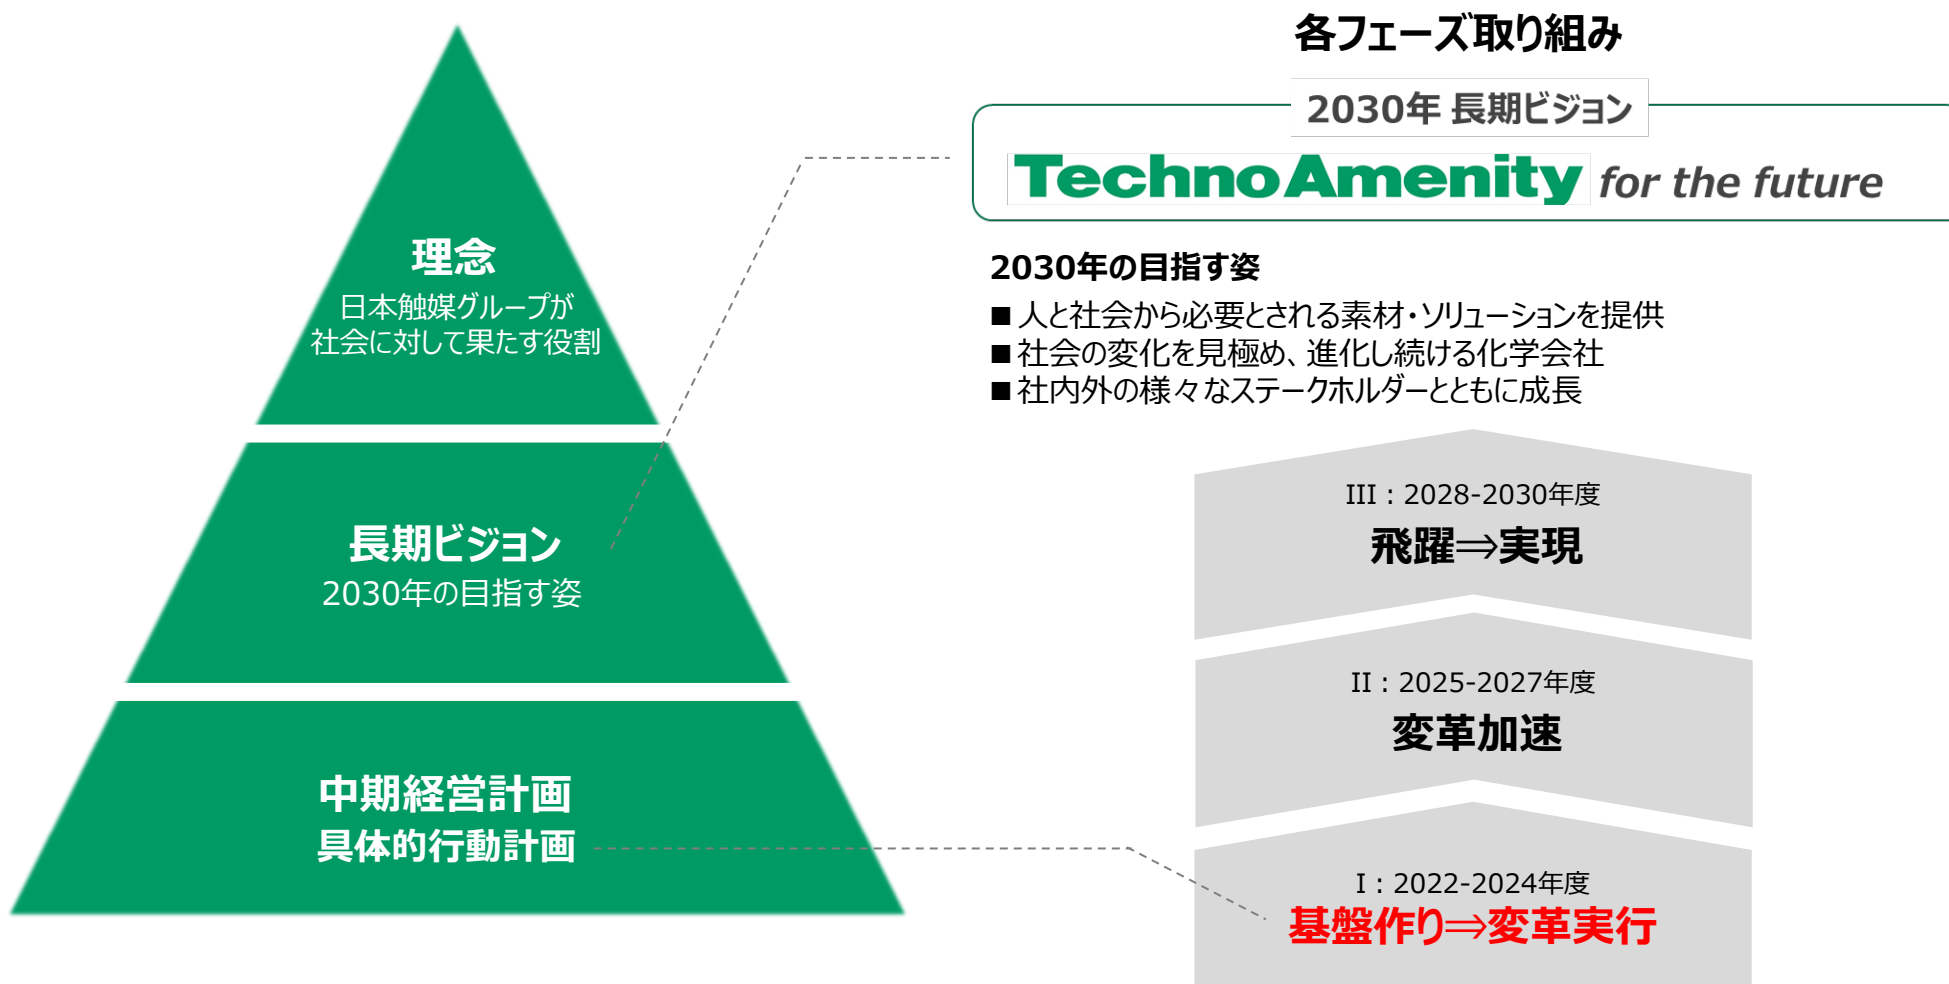 理念
日本触媒グループが
社会に対して果たす役割
長期ビジョン
2030年の目指す姿
中期経営計画
具体的行動計画
各フェーズ取り組み
2030年 長期ビジョン
TechnoAmenity for the future
2030年の目指す姿
■ 人と社会から必要とされる素材・ソリューションを提供
■ 社会の変化を見極め、進化し続ける化学会社
■ 社内外の様々なステークホルダーとともに成長
III：2028-2030年度
飛躍⇒実現
II：2025-2027年度
変革加速
I：2022-2024年度
基盤作り⇒変革実行